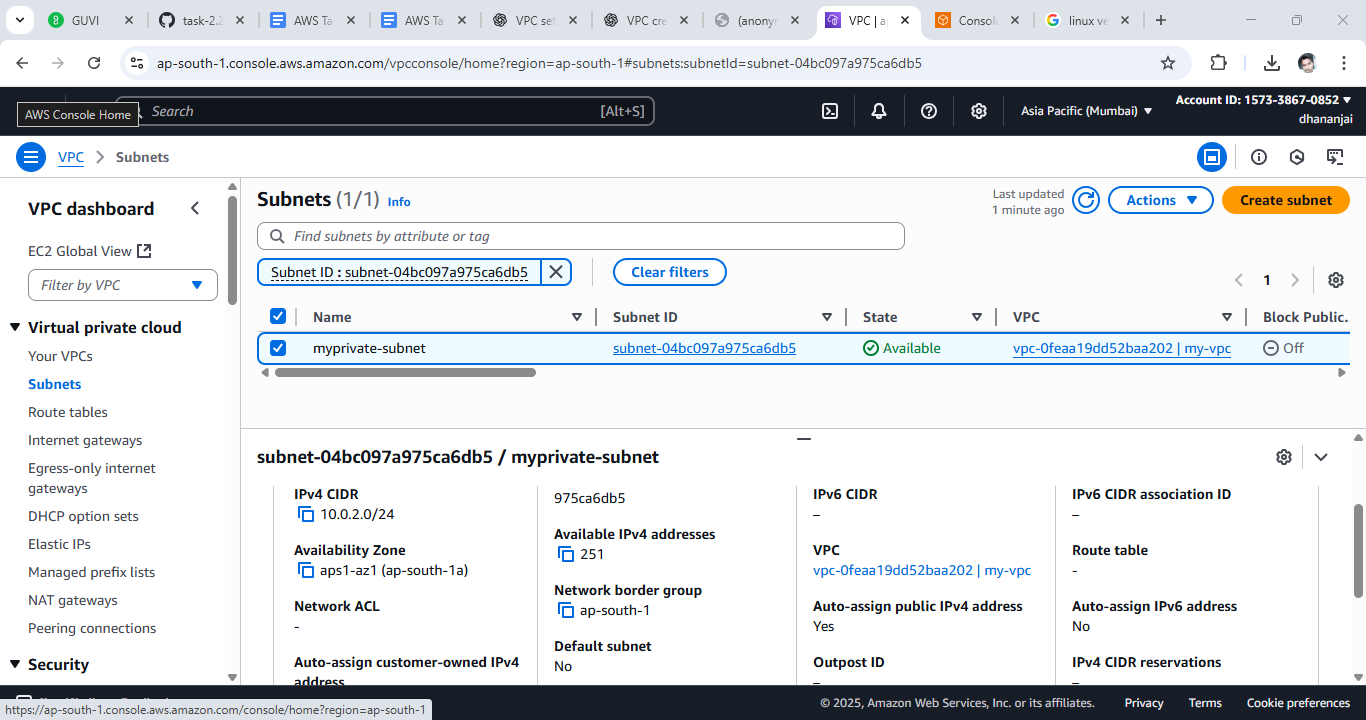 GUVI
task-2.2
AWS Ta
AWS Ta
VPC set
VPC cre
(anonyn
VPC | a
Consol
linux ve
ap-south-1.console.aws.amazon.com/vpcconsole/home?region=ap-south-1#subnets:subnetId=subnet-04bc097a975ca6db5
Search
[Alt+S]
AWS Console Home
Asia Pacific (Mumbai)
Account ID: 1573-3867-0852
dhananjai
VPC
Subnets
VPC dashboard
EC2 Global View
Filter by VPC
Virtual private cloud
Your VPCs
Subnets
Route tables
Internet gateways
Egress-only internet
gateways
DHCP option sets
Elastic IPs
Managed prefix lists
NAT gateways
Peering connections
Security
Subnets (1/1) Info
Last updated
1 minute ago
Actions
Create subnet
Find subnets by attribute or tag
Subnet ID : subnet-04bc097a975ca6db5
Clear filters
1
Name
Subnet ID
State
VPC
Block Public...
myprivate-subnet
subnet-04bc097a975ca6db5
Available
vpc-0feaa19dd52baa202 | my-vpc
Off
subnet-04bc097a975ca6db5 / myprivate-subnet
IPv4 CIDR
10.0.2.0/24
Availability Zone
aps1-az1 (ap-south-1a)
Network ACL
-
Auto-assign customer-owned IPv4
address
975ca6db5
Available IPv4 addresses
251
Network border group
ap-south-1
Default subnet
No
IPv6 CIDR
–
VPC
vpc-0feaa19dd52baa202 | my-vpc
Auto-assign public IPv4 address
Yes
Outpost ID
–
IPv6 CIDR association ID
–
Route table
-
Auto-assign IPv6 address
No
IPv4 CIDR reservations
–
https://ap-south-1.console.aws.amazon.com/console/home?region=ap-south-1
© 2025, Amazon Web Services, Inc. or its affiliates.
Privacy
Terms
Cookie preferences